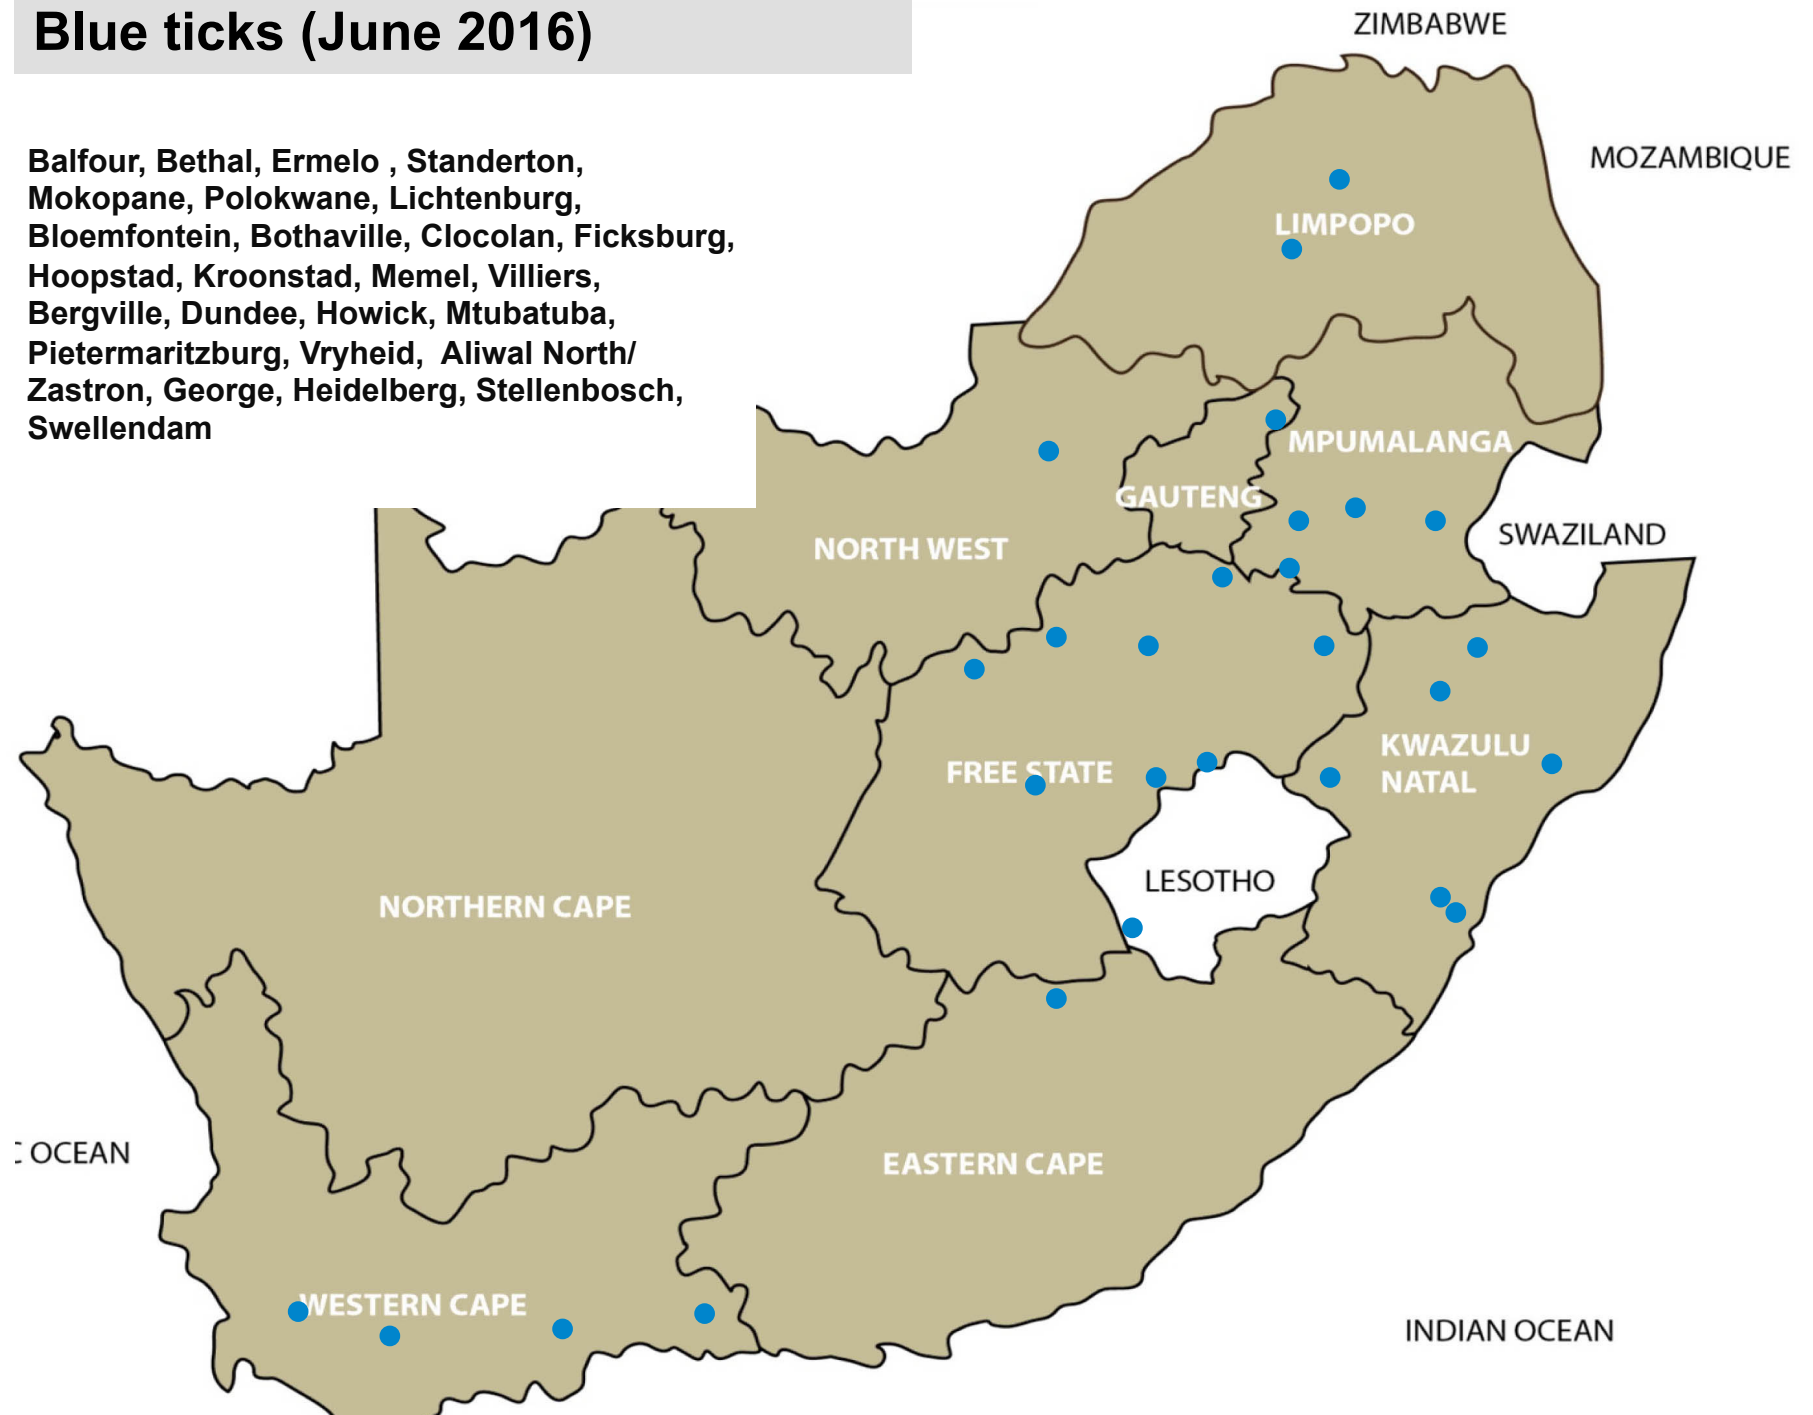 Blue ticks (June 2016)
Balfour, Bethal, Ermelo , Standerton,
Mokopane, Polokwane, Lichtenburg,
Bloemfontein, Bothaville, Clocolan, Ficksburg,
Hoopstad, Kroonstad, Memel, Villiers,
Bergville, Dundee, Howick, Mtubatuba,
Pietermaritzburg, Vryheid, Aliwal North/
Zastron, George, Heidelberg, Stellenbosch,
Swellendam
ZIMBABWE
MOZAMBIQUE
LIMPOPO
MPUMALANGA
GAUTENG
NORTH WEST
SWAZILAND
KWAZULU
NATAL
FREE STATE
LESOTHO
NORTHERN CAPE
C OCEAN
EASTERN CAPE
WESTERN CAPE
INDIAN OCEAN